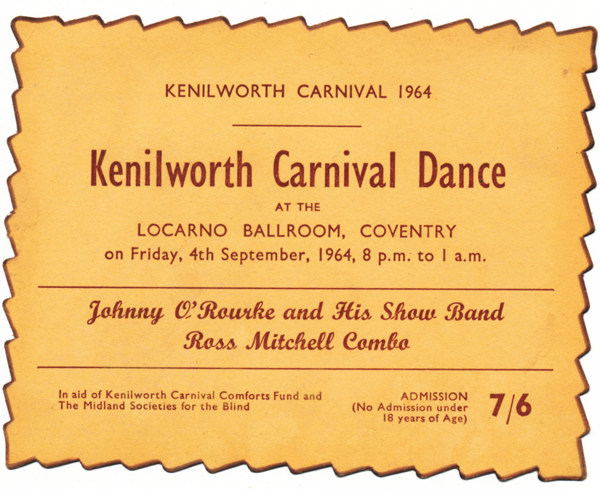 KENILWORTH CARNIVAL 1964
Kenilworth Carnival Dance
AT THE
LOCARNO BALLROOM, COVENTRY
on Friday, 4th September, 1964, 8 p.m. to 1 a.m.
Johnny O'Rourke and His Show Band
Ross Mitchell Combo
In aid of Kenilworth Carnival Comforts Fund and
The Midland Societies for the Blind
ADMISSION
(No Admission under
18 years of Age)
7/6